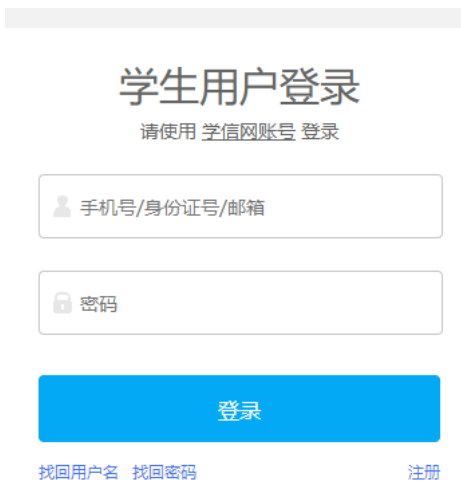 学生用户登录
请使用 学信网账号 登录
手机号/身份证号/邮箱
密码
登录
找回用户名 找回密码 注册